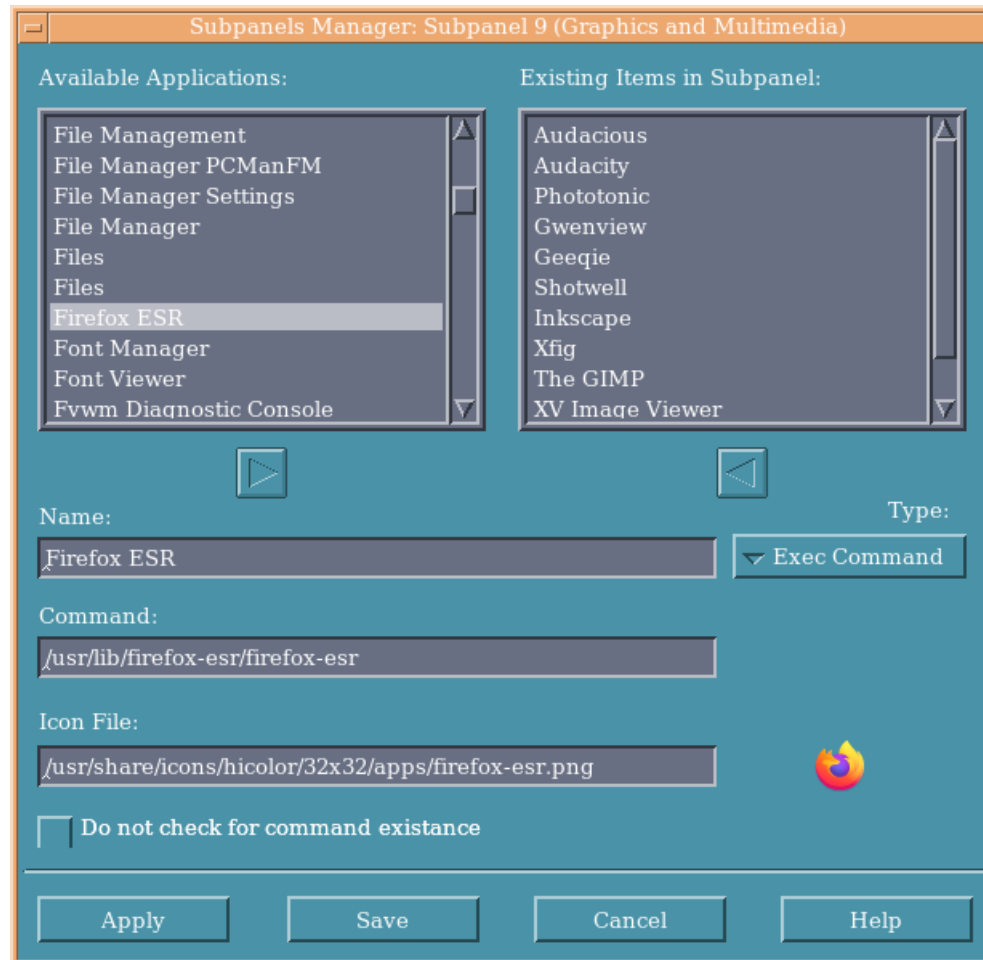 Subpanels Manager: Subpanel 9 (Graphics and Multimedia)
Available Applications:
File Management
File Manager PCManFM
File Manager Settings
File Manager
Files
Files
Firefox ESR
Font Manager
Font Viewer
Fvwm Diagnostic Console
Existing Items in Subpanel:
Audacious
Audacity
Phototonic
Gwenview
Geeqie
Shotwell
Inkscape
Xfig
The GIMP
XV Image Viewer
Name:
Firefox ESR
Type:
Exec Command
Command:
/usr/lib/firefox-esr/firefox-esr
Icon File:
/usr/share/icons/hicolor/32x32/apps/firefox-esr.png
Do not check for command existance
Apply
Save
Cancel
Help